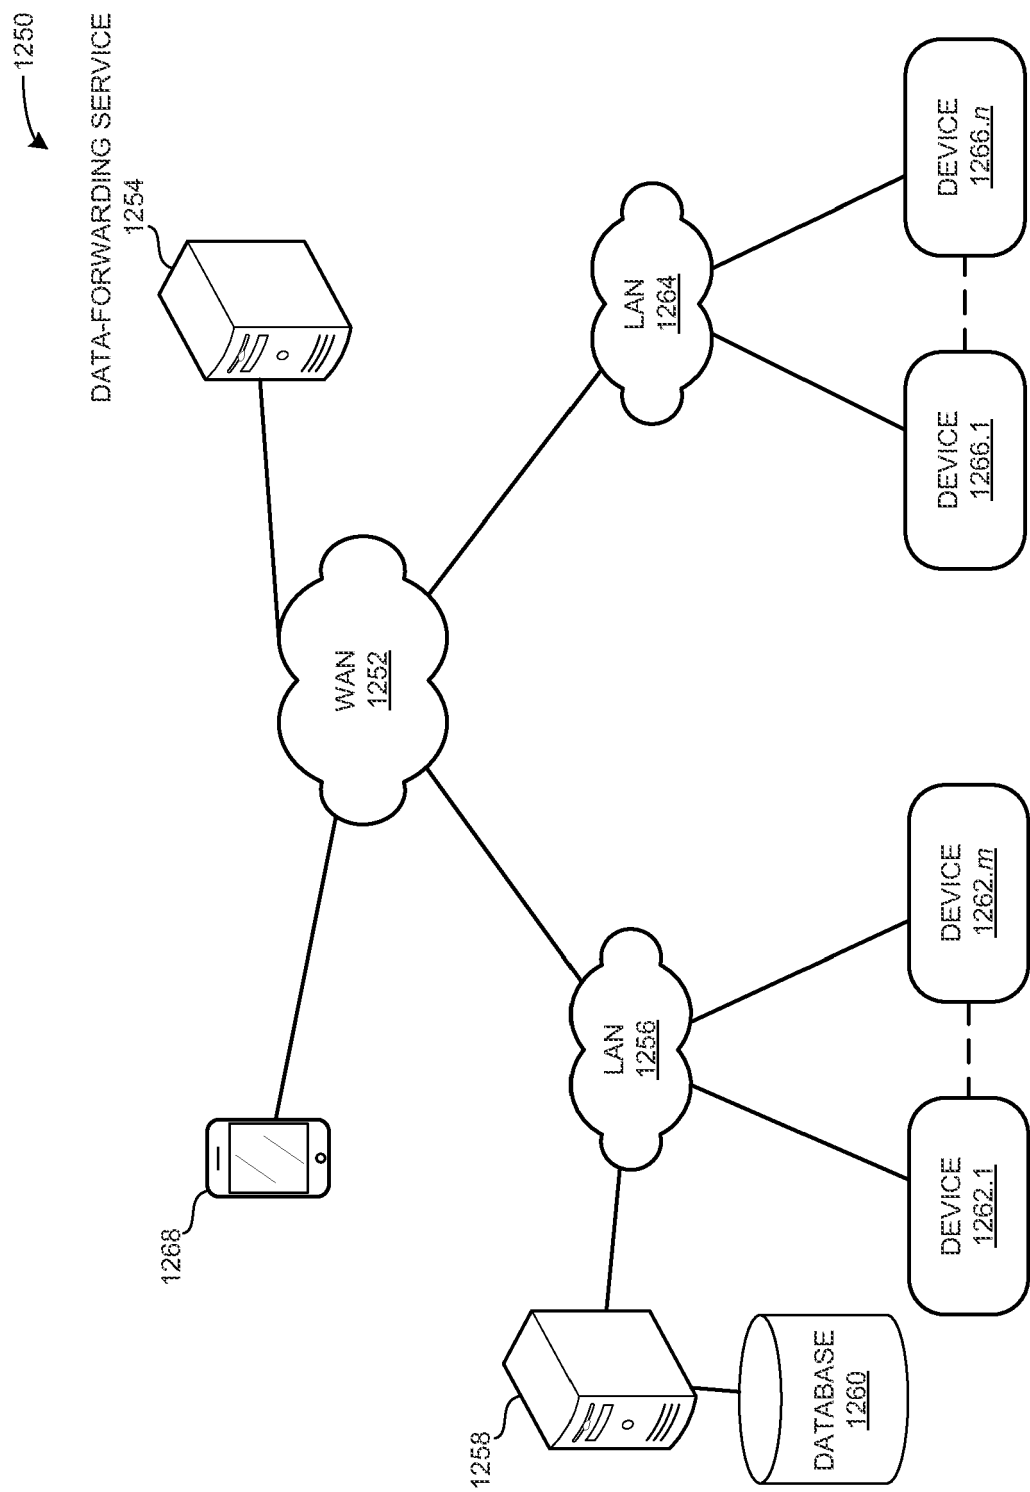 1250
DATA-FORWARDING SERVICE
1254
1268
WAN
1252
LAN
1256
LAN
1264
1258
DATABASE
1260
DEVICE
1262.1
DEVICE
1262.m
DEVICE
1266.1
DEVICE
1266.n